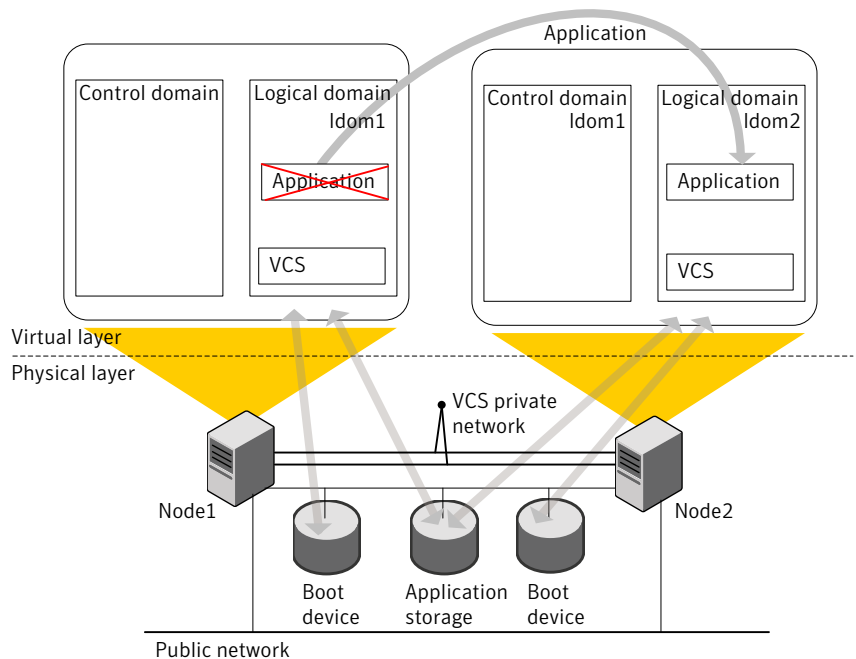 Application
Control domain
Logical domain
ldom1
Application
VCS
Control domain
ldom1
Logical domain
ldom2
Application
VCS
Virtual layer
Physical layer
VCS private
network
Node1
Node2
Boot
device
Application
storage
Boot
device
Public network